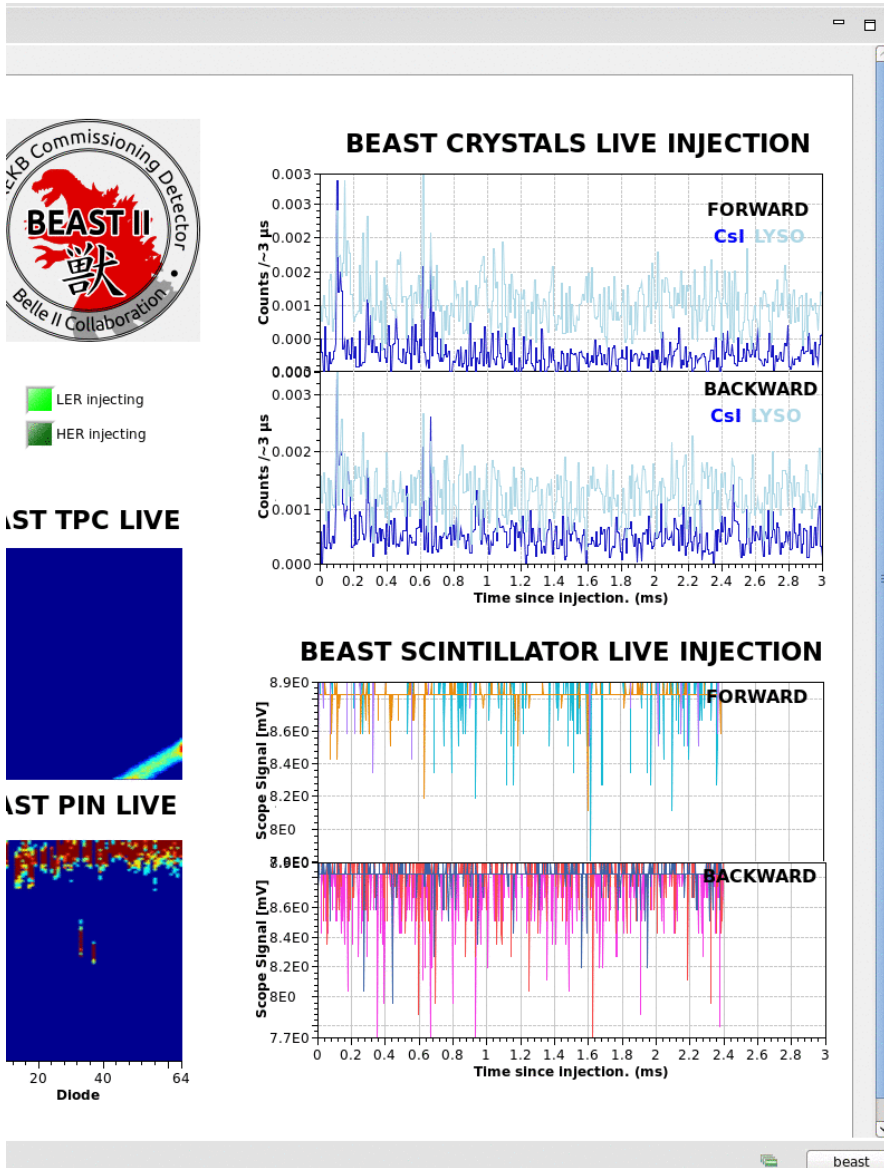 EKB Commissioning Detector
BEAST II
獣
Belle II Collaboration
LER injecting
HER injecting
AST TPC LIVE
AST PIN LIVE
20 40 64
Diode
BEAST CRYSTALS LIVE INJECTION
FORWARD
CsI LYSO
Counts /~3 µs
0.003
0.003
0.002
0.002
0.001
0.000
BACKWARD
CsI LYSO
Counts /~3 µs
0.003
0.002
0.001
0.000
0 0.2 0.4 0.6 0.8 1 1.2 1.4 1.6 1.8 2 2.2 2.4 2.6 2.8 3
Time since injection. (ms)
BEAST SCINTILLATOR LIVE INJECTION
FORWARD
Scope Signal [mV]
8.9E0
8.6E0
8.4E0
8.2E0
8E0
BACKWARD
Scope Signal [mV]
8.6E0
8.4E0
8.2E0
8E0
7.7E0
0 0.2 0.4 0.6 0.8 1 1.2 1.4 1.6 1.8 2 2.2 2.4 2.6 2.8 3
Time since injection. (ms)
beast